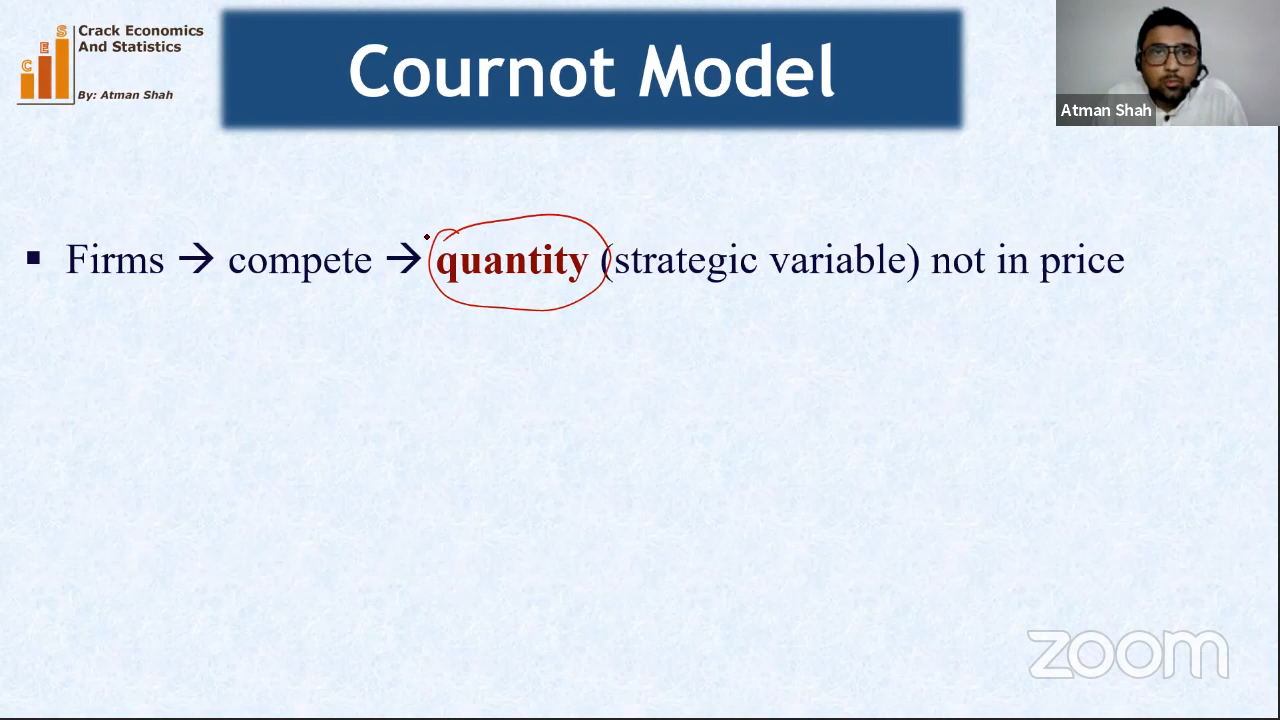 C E S
Crack Economics
And Statistics
By: Atman Shah
Cournot Model
Atman Shah
▪ Firms → compete → quantity (strategic variable) not in price
zoom